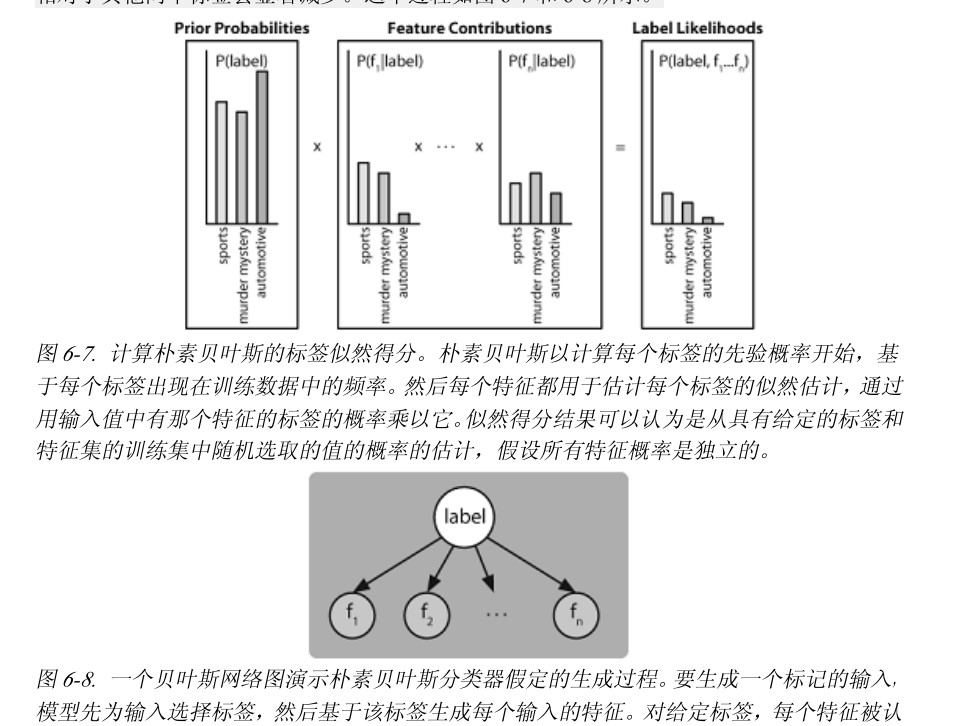 Prior Probabilities Feature Contributions Label Likelihoods
P(label) P(f1|label) P(fn|label) P(label, f1...fn)
x x ... x =
sports
murder mystery
automotive
sports
murder mystery
automotive
sports
murder mystery
automotive
sports
murder mystery
automotive
图 6-7. 计算朴素贝叶斯的标签似然得分。朴素贝叶斯以计算每个标签的先验概率开始，基
于每个标签出现在训练数据中的频率。然后每个特征都用于估计每个标签的似然估计，通过
用输入值中有那个特征的标签的概率乘以它。似然得分结果可以认为是从具有给定的标签和
特征集的训练集中随机选取的值的概率的估计，假设所有特征概率是独立的。
label
f1 f2 ... fn
图 6-8. 一个贝叶斯网络图演示朴素贝叶斯分类器假定的生成过程。要生成一个标记的输入，
模型先为输入选择标签，然后基于该标签生成每个输入的特征。对给定标签，每个特征被认